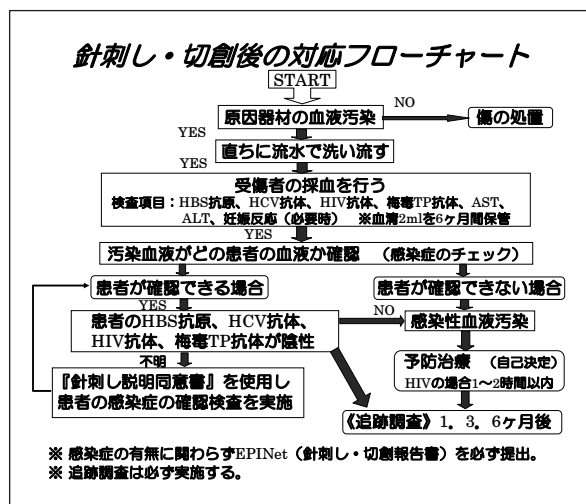 針刺し・切創後の対応フローチャート
START
原因器材の血液汚染
NO
傷の処置
YES
直ちに流水で洗い流す
YES
受傷者の採血を行う
検査項目：HBS抗原、HCV抗体、HIV抗体、梅毒TP抗体、AST、
ALT、妊娠反応（必要時）　※血清2mlを6ヶ月間保管
YES
汚染血液がどの患者の血液か確認　（感染症のチェック）
患者が確認できる場合
患者が確認できない場合
YES
患者のHBS抗原、HCV抗体、
HIV抗体、梅毒TP抗体が陰性
NO
感染性血液汚染
不明
予防治療　（自己決定）
HIVの場合1～2時間以内
『針刺し説明同意書』を使用し
患者の感染症の確認検査を実施
《追跡調査》1．3．6ヶ月後
※ 感染症の有無に関わらずEPINet（針刺し・切創報告書）を必ず提出。
※ 追跡調査は必ず実施する。